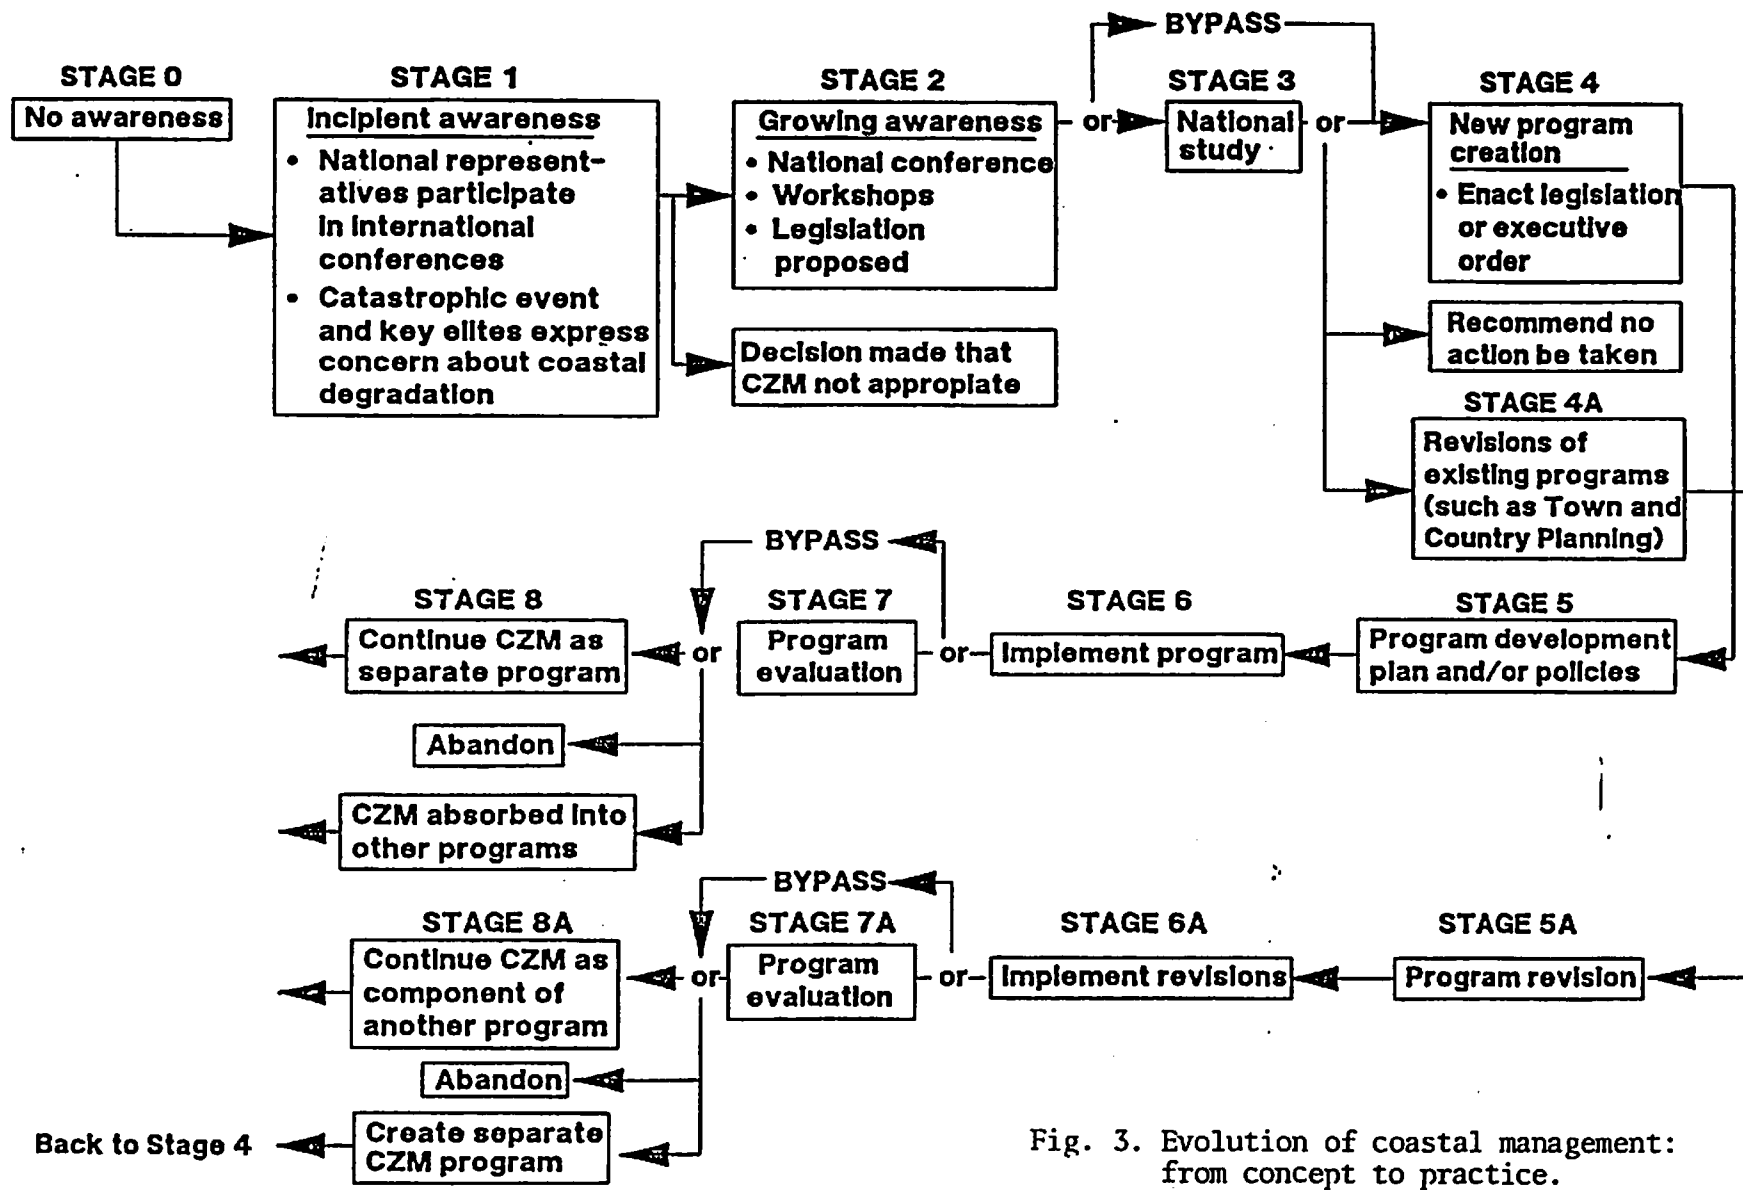 BYPASS
STAGE 0
No awareness
STAGE 1
Incipient awareness
• National represent-
atives participate
in international
conferences
• Catastrophic event
and key elites express
concern about coastal
degradation
STAGE 2
Growing awareness
• National conference
• Workshops
• Legislation
proposed
Decision made that
CZM not appropiate
or
STAGE 3
National
study
or
STAGE 4
New program
creation
• Enact legislation
or executive
order
Recommend no
action be taken
STAGE 4A
Revisions of
existing programs
(such as Town and
Country Planning)
BYPASS
STAGE 8
Continue CZM as
separate program
or
STAGE 7
Program
evaluation
or
STAGE 6
Implement program
STAGE 5
Program development
plan and/or policies
Abandon
CZM absorbed into
other programs
BYPASS
STAGE 8A
Continue CZM as
component of
another program
or
STAGE 7A
Program
evaluation
or
STAGE 6A
Implement revisions
STAGE 5A
Program revision
Abandon
Back to Stage 4
Create separate
CZM program
Fig. 3. Evolution of coastal management:
from concept to practice.